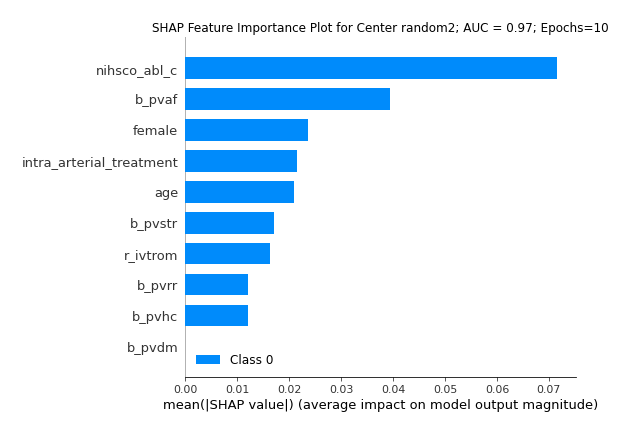 SHAP Feature Importance Plot for Center random2; AUC = 0.97; Epochs=10
nihsco_abl_c
b_pvaf
female
intra_arterial_treatment
age
b_pvstr
r_ivtrom
b_pvrr
b_pvhc
b_pvdm
Class 0
0.00 0.01 0.02 0.03 0.04 0.05 0.06 0.07
mean(|SHAP value|) (average impact on model output magnitude)